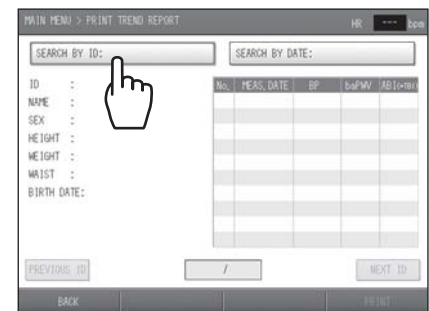 MAIN MENU > PRINT TREND REPORT HR --- bpm
SEARCH BY ID: SEARCH BY DATE:
ID :
NAME :
SEX :
HEIGHT :
WEIGHT :
WAIST :
BIRTH DATE:
No. MEAS. DATE BP baPWV
PREVIOUS ID / NEXT ID
BACK PRINT